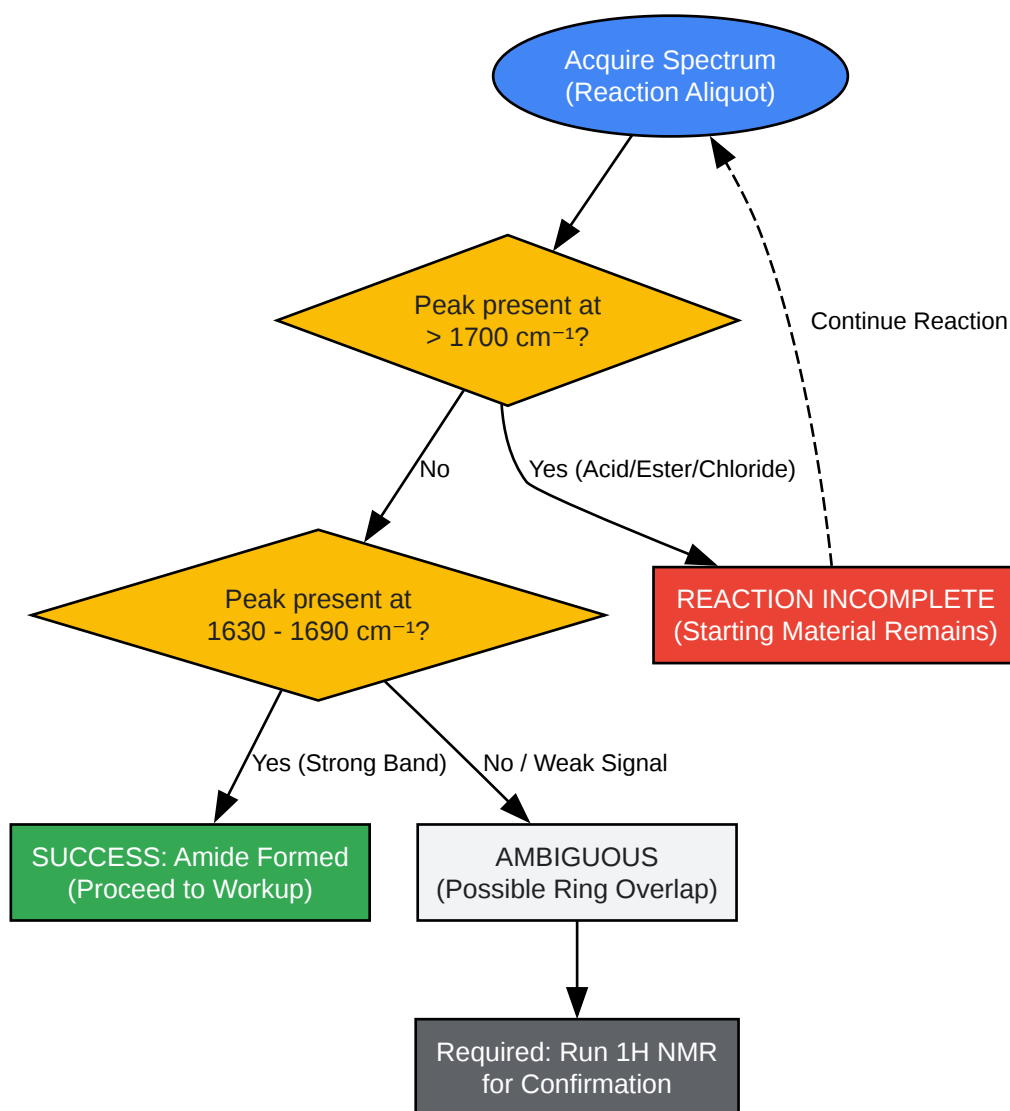 Acquire Spectrum
(Reaction Aliquot)
Peak present at
> 1700 cm⁻¹?
Continue Reaction
No
Yes (Acid/Ester/Chloride)
Peak present at
1630 - 1690 cm⁻¹?
REACTION INCOMPLETE
(Starting Material Remains)
Yes (Strong Band)
No / Weak Signal
SUCCESS: Amide Formed
(Proceed to Workup)
AMBIGUOUS
(Possible Ring Overlap)
Required: Run 1H NMR
for Confirmation